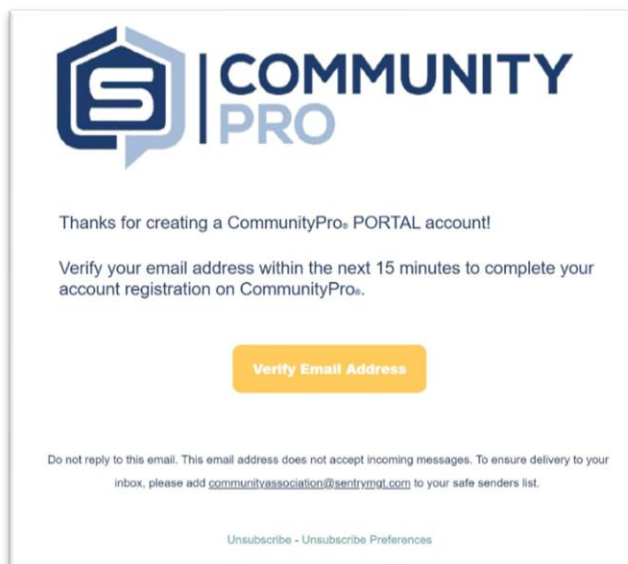 S COMMUNITY
PRO
Thanks for creating a CommunityPro® PORTAL account!
Verify your email address within the next 15 minutes to complete your
account registration on CommunityPro®.
Verify Email Address
Do not reply to this email. This email address does not accept incoming messages. To ensure delivery to your
inbox, please add communityassociation@sentrymgt.com to your safe senders list.
Unsubscribe - Unsubscribe Preferences